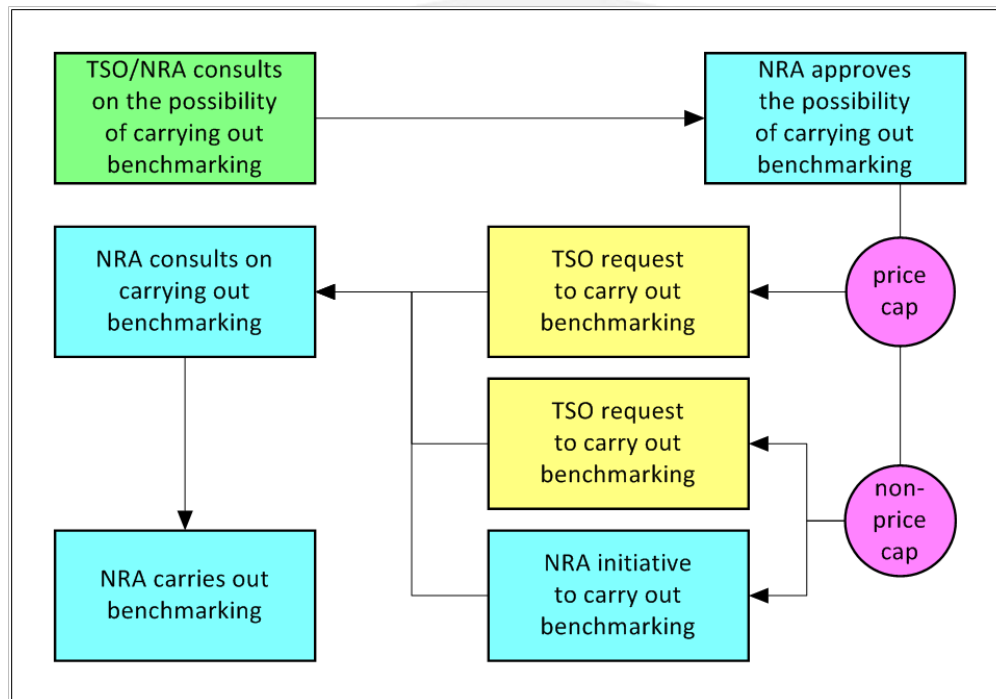 TSO/NRA consults
on the possibility
of carrying out
benchmarking
NRA approves
the possibility
of carrying out
benchmarking
NRA consults on
carrying out
benchmarking
TSO request
to carry out
benchmarking
price
cap
TSO request
to carry out
benchmarking
non-
price
cap
NRA carries out
benchmarking
NRA initiative
to carry out
benchmarking